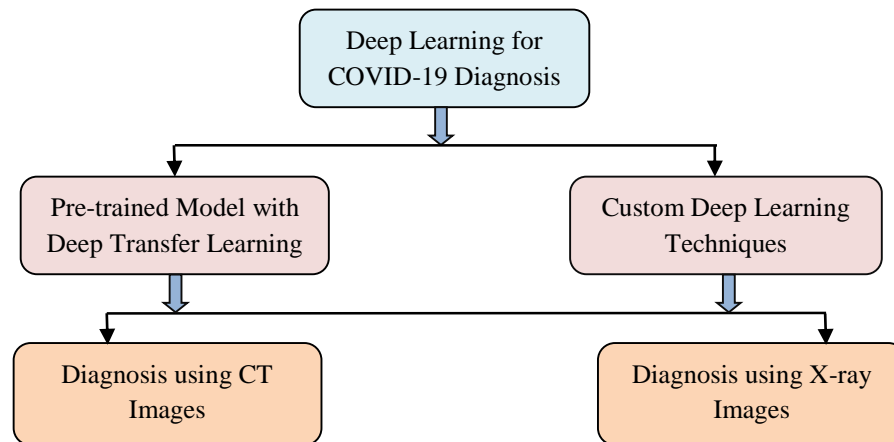 Deep Learning for
COVID-19 Diagnosis
Pre-trained Model with
Deep Transfer Learning
Custom Deep Learning
Techniques
Diagnosis using CT
Images
Diagnosis using X-ray
Images